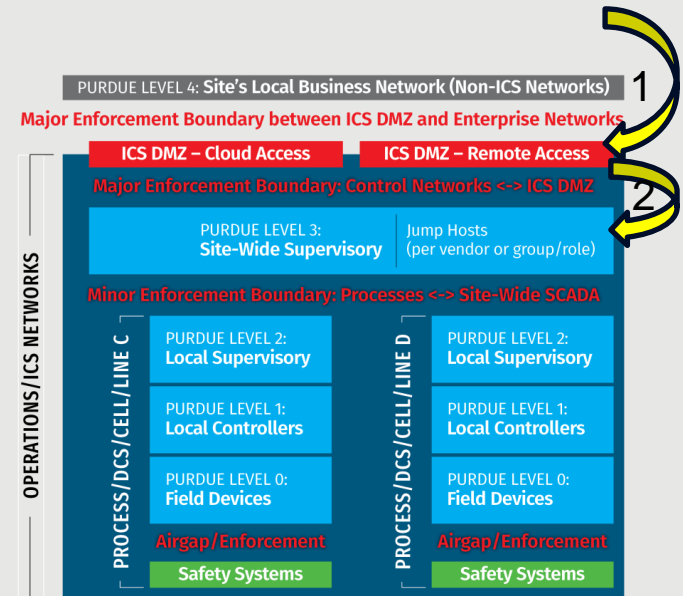 PURDUE LEVEL 4: Site's Local Business Network (Non-ICS Networks)
1
Major Enforcement Boundary between ICS DMZ and Enterprise Networks
ICS DMZ – Cloud Access
ICS DMZ – Remote Access
Major Enforcement Boundary: Control Networks <-> ICS DMZ
2
PURDUE LEVEL 3:
Site-Wide Supervisory
Jump Hosts
(per vendor or group/role)
Minor Enforcement Boundary: Processes <-> Site-Wide SCADA
OPERATIONS/ICS NETWORKS
PROCESS/DCS/CELL/LINE C
PURDUE LEVEL 2:
Local Supervisory
PURDUE LEVEL 1:
Local Controllers
PURDUE LEVEL 0:
Field Devices
Airgap/Enforcement
Safety Systems
PROCESS/DCS/CELL/LINE D
PURDUE LEVEL 2:
Local Supervisory
PURDUE LEVEL 1:
Local Controllers
PURDUE LEVEL 0:
Field Devices
Airgap/Enforcement
Safety Systems